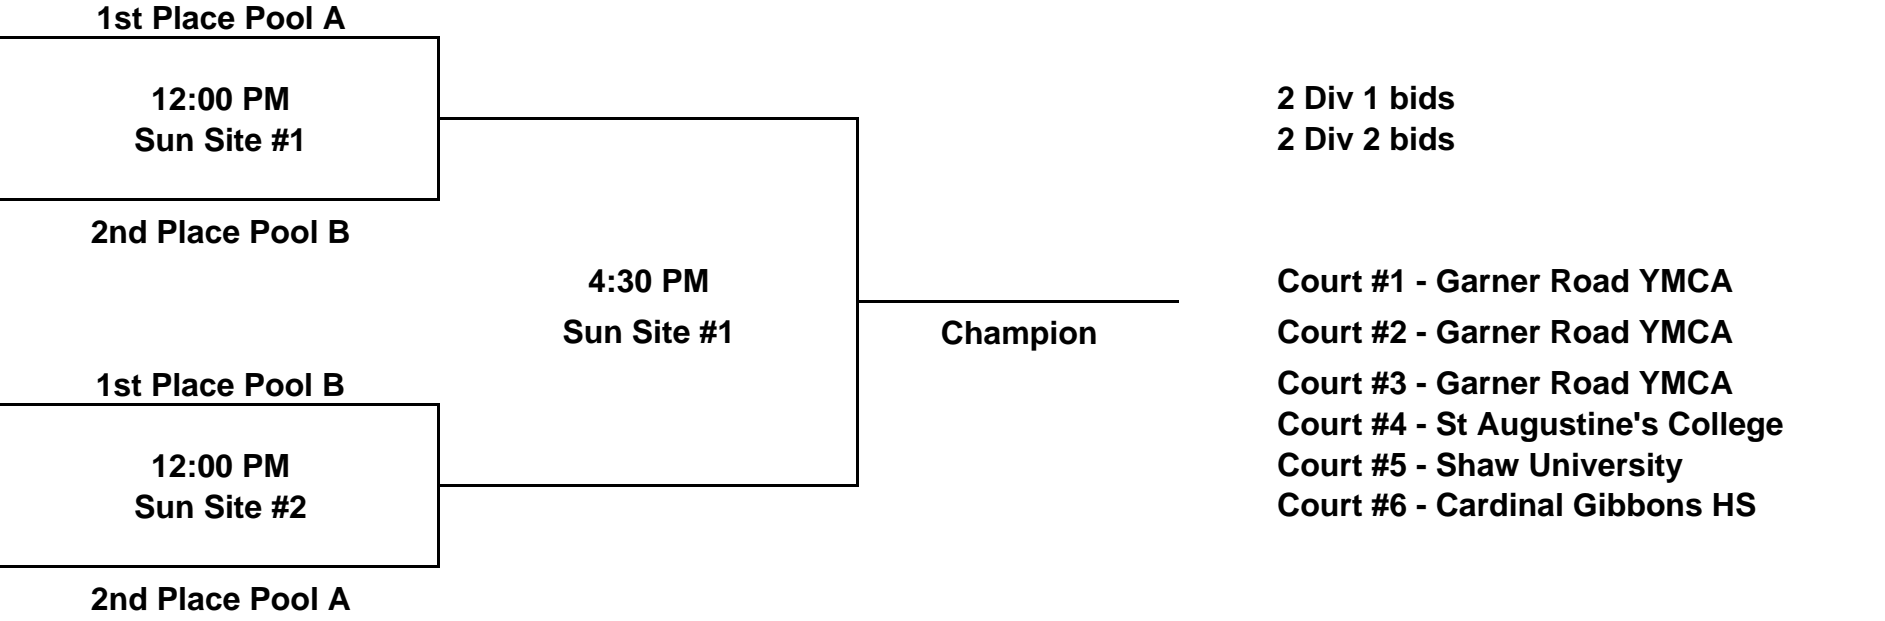 1st Place Pool A
12:00 PM
Sun Site #1
2nd Place Pool B
4:30 PM
Sun Site #1
Champion
1st Place Pool B
12:00 PM
Sun Site #2
2nd Place Pool A
2 Div 1 bids
2 Div 2 bids
Court #1 - Garner Road YMCA
Court #2 - Garner Road YMCA
Court #3 - Garner Road YMCA
Court #4 - St Augustine's College
Court #5 - Shaw University
Court #6 - Cardinal Gibbons HS